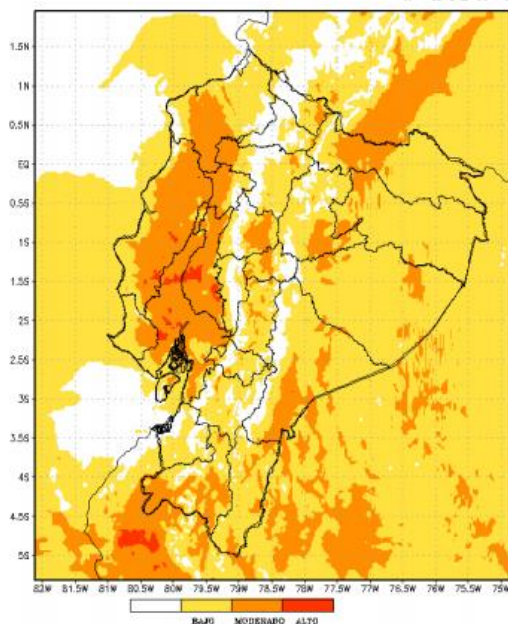 1.5N
1N
0.5N
EQ
0.5S
1S
1.5S
2S
2.5S
3S
3.5S
4S
4.5S
5S
82W 81.5W 81W 80.5W 80W 79.5W 79W 78.5W 78W 77.5W 77W 76.5W 76W 75.5W 75W
BAJO MODERADO ALTO